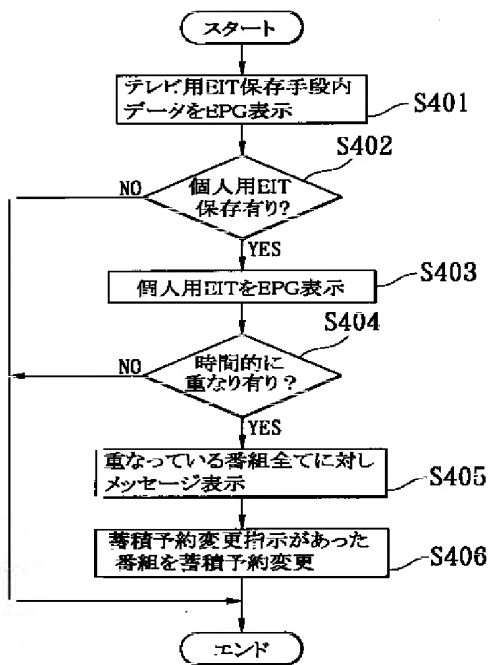 スタート
テレビ用EIT保存手段内
データをEPG表示
S401
S402
NO
個人用EIT
保存有り?
YES
S403
個人用EITをEPG表示
S404
NO
時間的に
重なり有り?
YES
重なっている番組全てに対し
メッセージ表示
S405
蓄積予約変更指示があった
番組を蓄積予約変更
S406
エンド